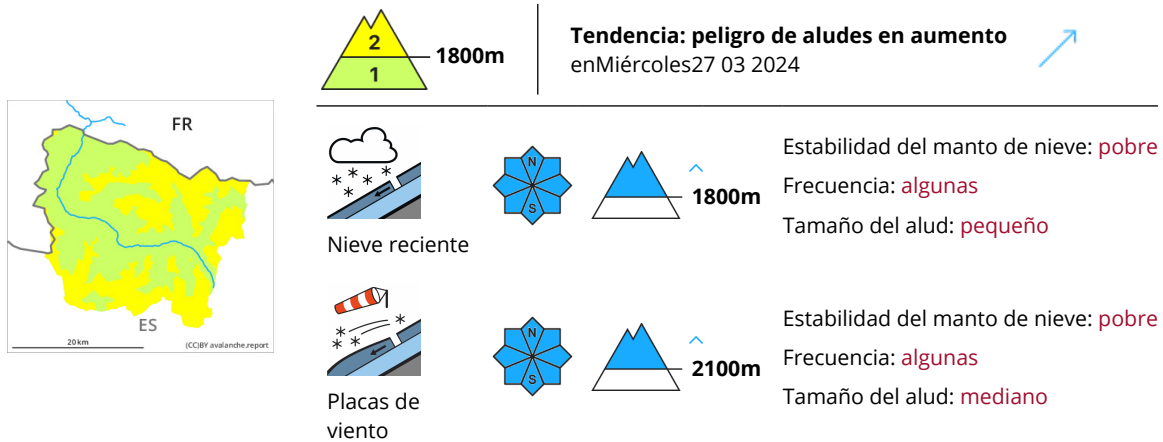 2
1
1800m
Tendencia: peligro de aludes en aumento
enMiércoles27 03 2024
FR
ES
20 km
(CC)BY avalanche.report
Nieve reciente
N
S
1800m
Estabilidad del manto de nieve: pobre
Frecuencia: algunas
Tamaño del alud: pequeño
Placas de
viento
N
S
2100m
Estabilidad del manto de nieve: pobre
Frecuencia: algunas
Tamaño del alud: mediano